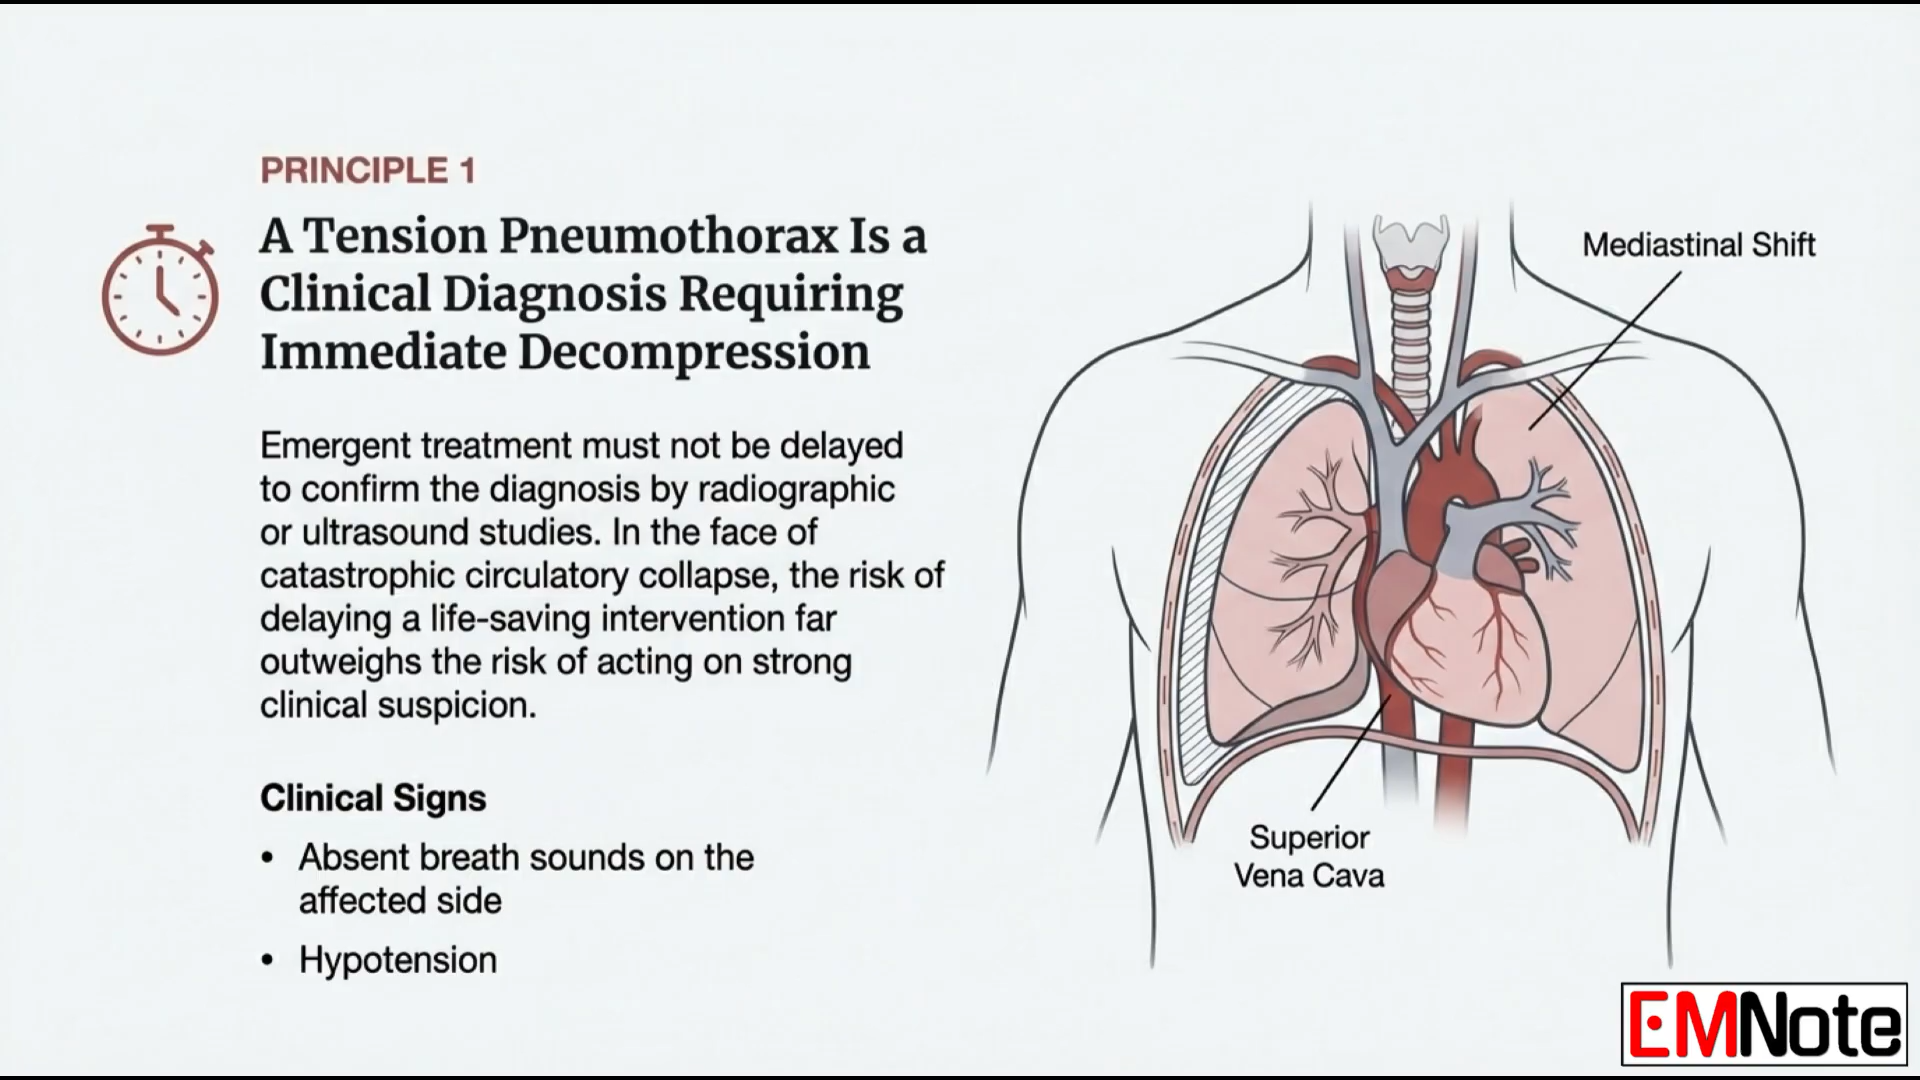 PRINCIPLE 1
A Tension Pneumothorax Is a
Clinical Diagnosis Requiring
Immediate Decompression
Emergent treatment must not be delayed
to confirm the diagnosis by radiographic
or ultrasound studies. In the face of
catastrophic circulatory collapse, the risk of
delaying a life-saving intervention far
outweighs the risk of acting on strong
clinical suspicion.
Clinical Signs
• Absent breath sounds on the
affected side
• Hypotension
Mediastinal Shift
Superior
Vena Cava
EMNote